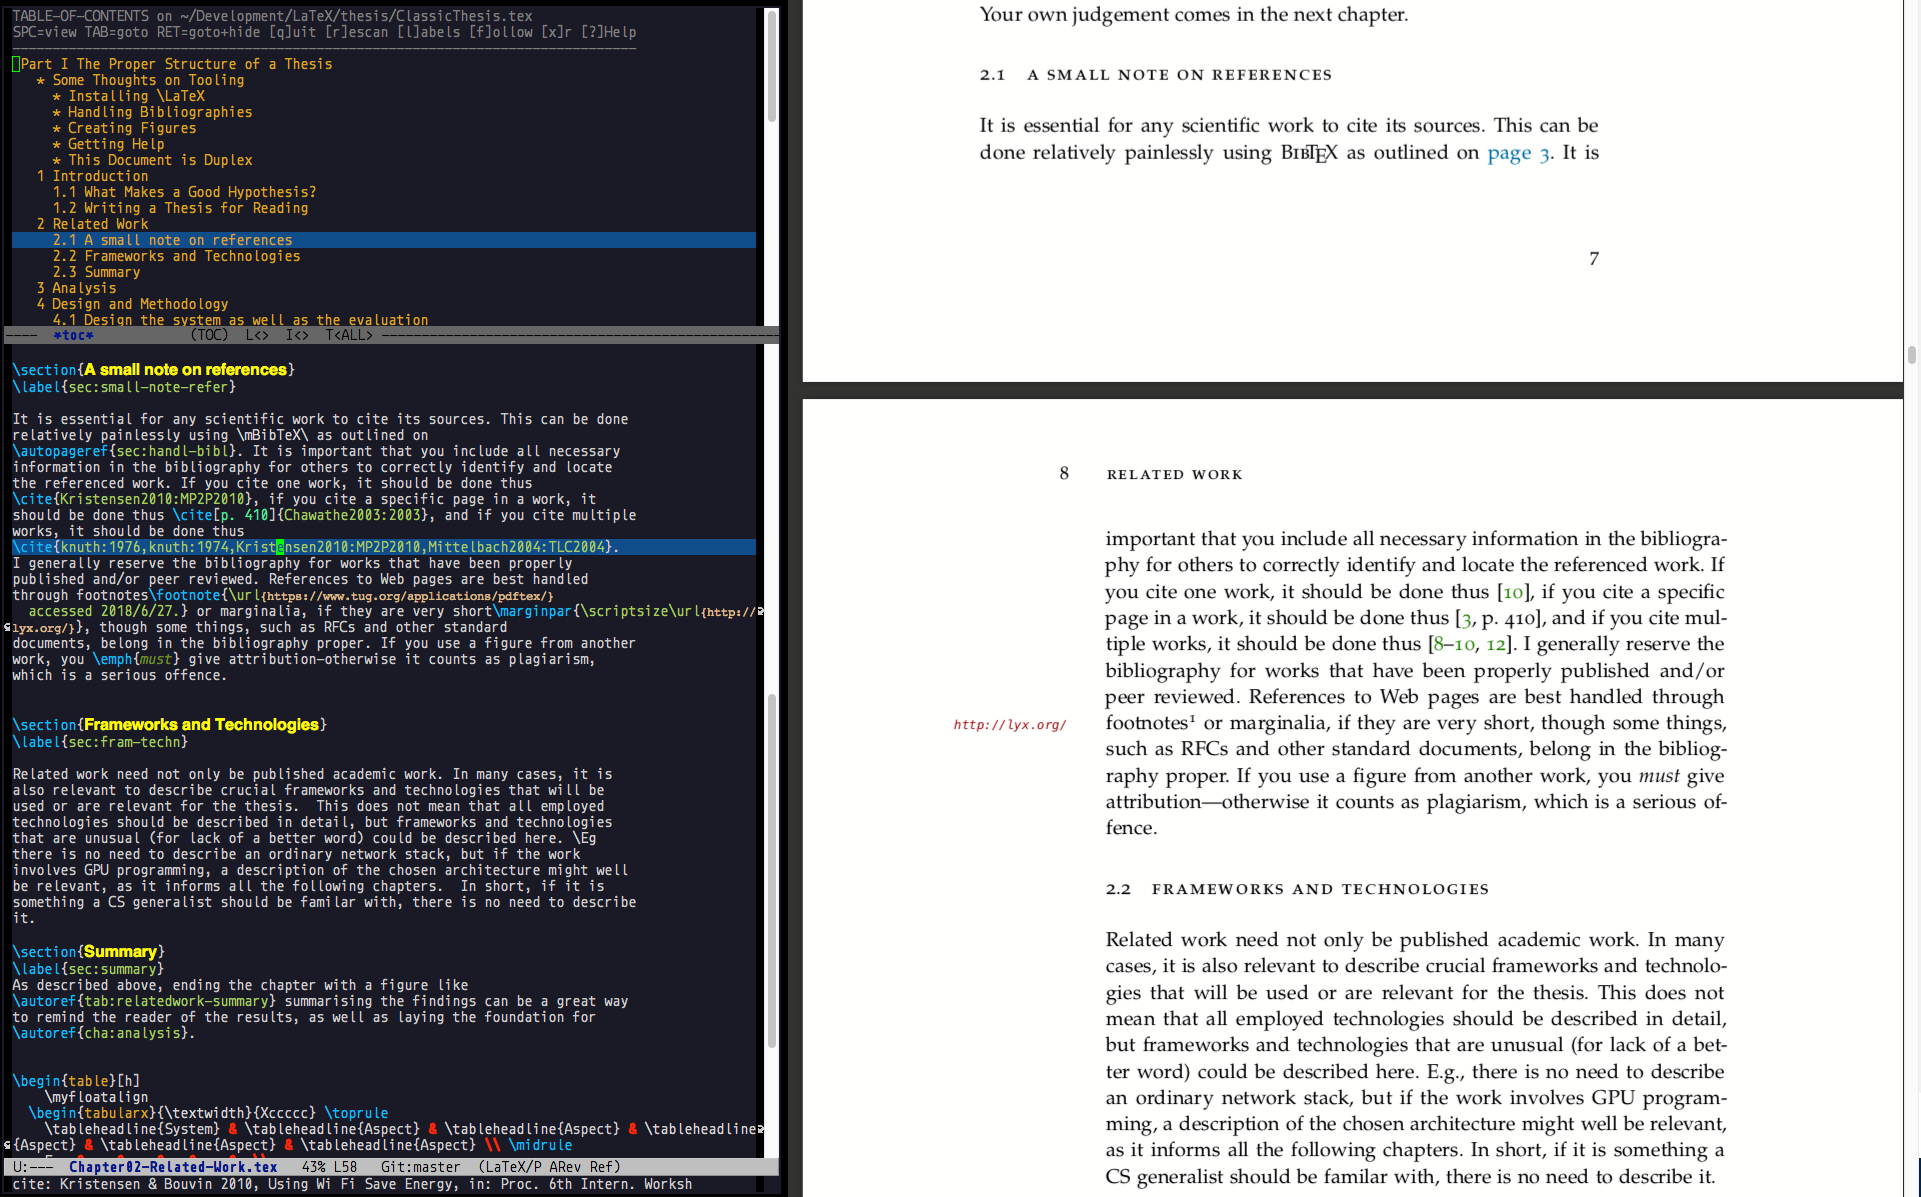 TABLE-OF-CONTENTS on ~/Development/LaTeX/thesis/ClassicThesis.tex
SPC=view TAB=goto RET=goto+hide [q]uit [r]escan [l]abels [f]ollow [x]r [?]Help
Part I The Proper Structure of a Thesis
* Some Thoughts on Tooling
* Installing \LaTeX
* Handling Bibliographies
* Creating Figures
* Getting Help
* This Document is Duplex
1 Introduction
1.1 What Makes a Good Hypothesis?
1.2 Writing a Thesis for Reading
2 Related Work
2.1 A small note on references
2.2 Frameworks and Technologies
2.3 Summary
3 Analysis
4 Design and Methodology
4.1 Design the system as well as the evaluation
---- *toc* (TOC) L<> I<> T<ALL> ----
\section{A small note on references}
\label{sec:small-note-refer}
It is essential for any scientific work to cite its sources. This can be done
relatively painlessly using \mBibTeX\ as outlined on
\autopageref{sec:handl-bibl}. It is important that you include all necessary
information in the bibliography for others to correctly identify and locate
the referenced work. If you cite one work, it should be done thus
\cite{Kristensen2010:MP2P2010}, if you cite a specific page in a work, it
should be done thus \cite[p. 410]{Chawathe2003:2003}, and if you cite multiple
works, it should be done thus
\cite{knuth:1976,knuth:1974,Kristensen2010:MP2P2010,Mittelbach2004:TLC2004}.
I generally reserve the bibliography for works that have been properly
published and/or peer reviewed. References to Web pages are best handled
through footnotes\footnote{\url{https://www.tug.org/applications/pdftex/}
accessed 2018/6/27.} or marginalia, if they are very short\marginpar{\scriptsize\url{http://
lyx.org/}}, though some things, such as RFCs and other standard
documents, belong in the bibliography proper. If you use a figure from another
work, you \emph{must} give attribution—otherwise it counts as plagiarism,
which is a serious offence.
\section{Frameworks and Technologies}
\label{sec:fram-techn}
Related work need not only be published academic work. In many cases, it is
also relevant to describe crucial frameworks and technologies that will be
used or are relevant for the thesis.  This does not mean that all employed
technologies should be described in detail, but frameworks and technologies
that are unusual (for lack of a better word) could be described here. \Eg
there is no need to describe an ordinary network stack, but if the work
involves GPU programming, a description of the chosen architecture might well
be relevant, as it informs all the following chapters.  In short, if it is
something a CS generalist should be familar with, there is no need to describe
it.
\section{Summary}
\label{sec:summary}
As described above, ending the chapter with a figure like
\autoref{tab:relatedwork-summary} summarising the findings can be a great way
to remind the reader of the results, as well as laying the foundation for
\autoref{cha:analysis}.
\begin{table}[h]
\myfloatalign
\begin{tabularx}{\textwidth}{Xccccc} \toprule
\tableheadline{System} & \tableheadline{Aspect} & \tableheadline{Aspect} & \tableheadline
{Aspect} & \tableheadline{Aspect} & \tableheadline{Aspect} \\ \midrule
U:--- Chapter02-Related-Work.tex 43% L58 Git:master (LaTeX/P ARev Ref)
cite: Kristensen & Bouvin 2010, Using Wi Fi Save Energy, in: Proc. 6th Intern. Worksh
Your own judgement comes in the next chapter.
2.1 A SMALL NOTE ON REFERENCES
It is essential for any scientific work to cite its sources. This can be
done relatively painlessly using BIBTEX as outlined on page 3. It is
7
8 RELATED WORK
important that you include all necessary information in the bibliogra-
phy for others to correctly identify and locate the referenced work. If
you cite one work, it should be done thus [10], if you cite a specific
page in a work, it should be done thus [3, p. 410], and if you cite mul-
tiple works, it should be done thus [8–10, 12]. I generally reserve the
bibliography for works that have been properly published and/or
peer reviewed. References to Web pages are best handled through
http://lyx.org/
footnotes¹ or marginalia, if they are very short, though some things,
such as RFCs and other standard documents, belong in the bibliog-
raphy proper. If you use a figure from another work, you must give
attribution—otherwise it counts as plagiarism, which is a serious of-
fence.
2.2 FRAMEWORKS AND TECHNOLOGIES
Related work need not only be published academic work. In many
cases, it is also relevant to describe crucial frameworks and technolo-
gies that will be used or are relevant for the thesis. This does not
mean that all employed technologies should be described in detail,
but frameworks and technologies that are unusual (for lack of a bet-
ter word) could be described here. E.g., there is no need to describe
an ordinary network stack, but if the work involves GPU program-
ming, a description of the chosen architecture might well be relevant,
as it informs all the following chapters. In short, if it is something a
CS generalist should be familar with, there is no need to describe it.